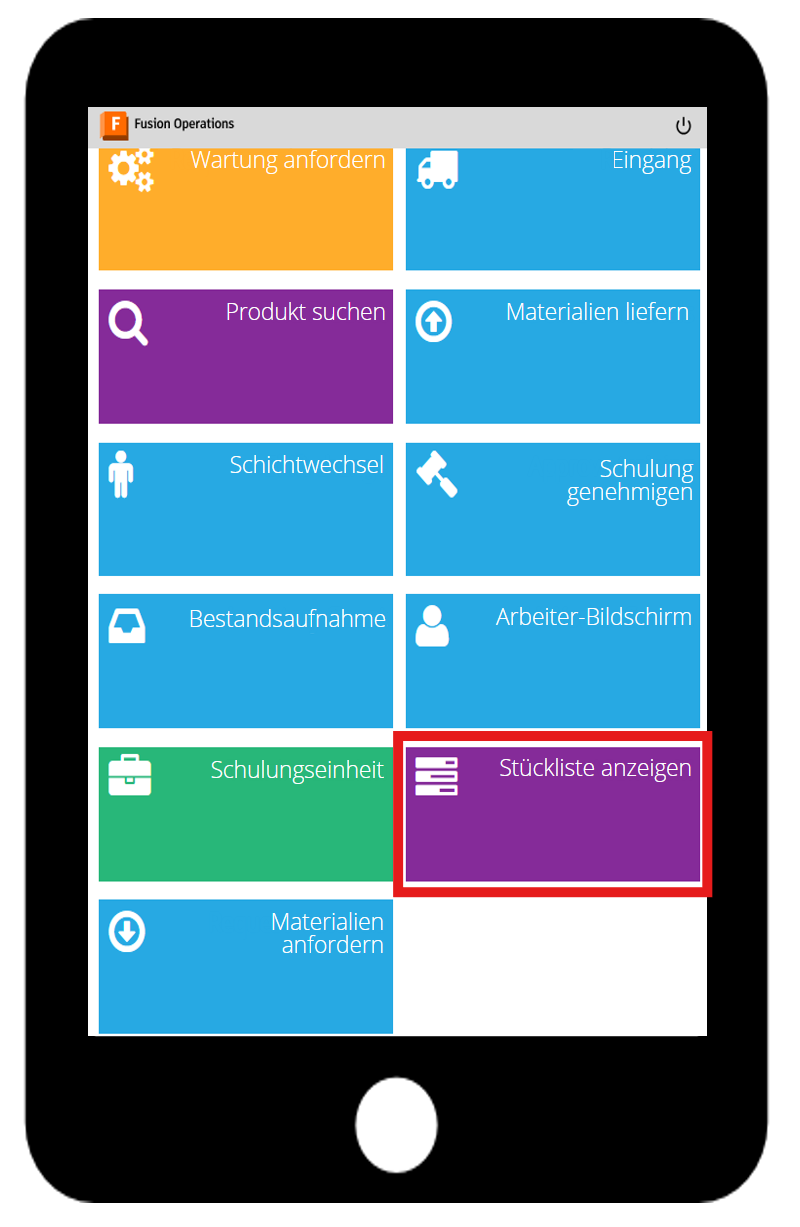 F Fusion Operations
Wartung anfordern
Eingang
Produkt suchen
Materialien liefern
Schichtwechsel
Schulung
genehmigen
Bestandsaufnahme
Arbeiter-Bildschirm
Schulungseinheit
Stückliste anzeigen
Materialien
anfordern